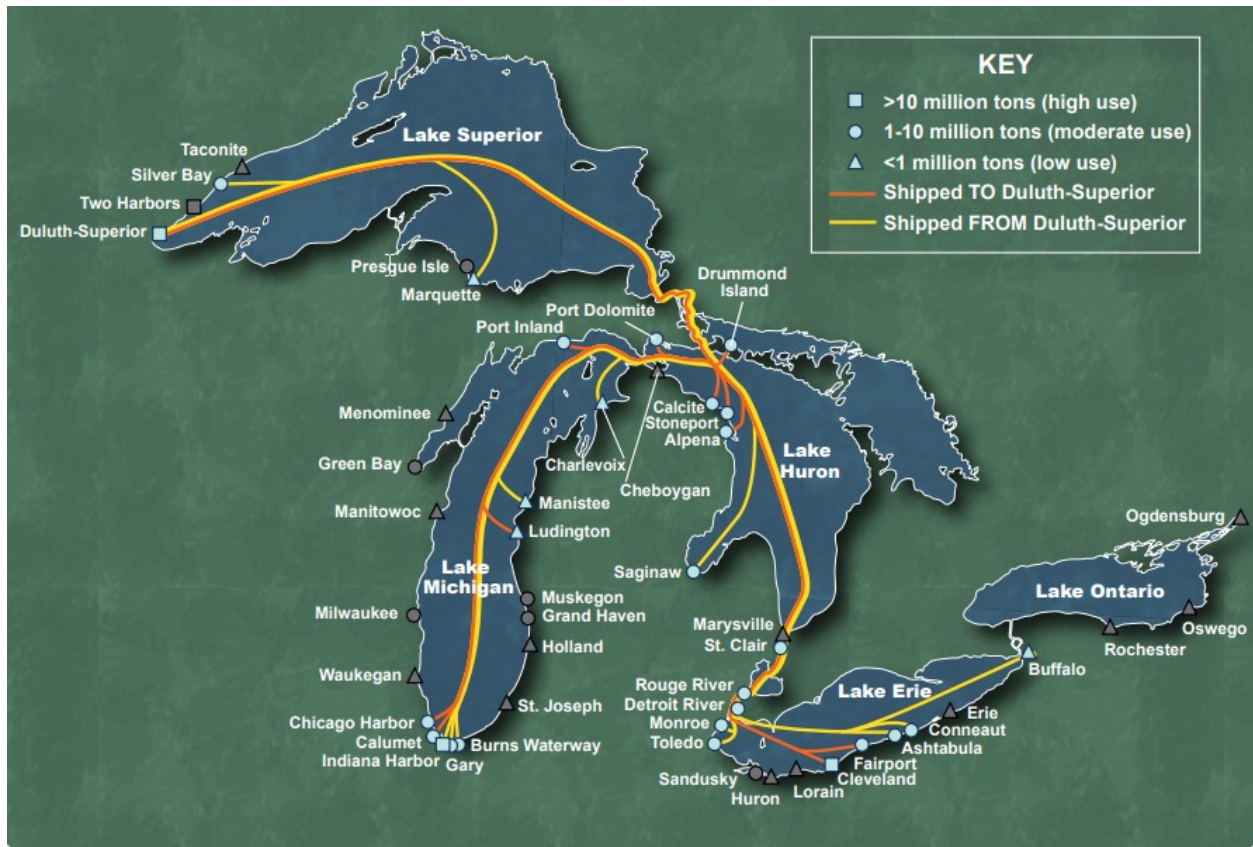 KEY
>10 million tons (high use)
1-10 million tons (moderate use)
<1 million tons (low use)
Shipped TO Duluth-Superior
Shipped FROM Duluth-Superior
Lake Superior
Taconite
Silver Bay
Two Harbors
Duluth-Superior
Presque Isle
Marquette
Drummond
Island
Port Dolomite
Port Inland
Menominee
Green Bay
Manitowoc
Calcite
Stoneport
Alpena
Charlevoix
Cheboygan
Lake
Huron
Manistee
Ludington
Ogdensburg
Lake
Michigan
Saginaw
Lake Ontario
Muskegon
Grand Haven
Milwaukee
Holland
Marysville
St. Clair
Oswego
Rochester
Buffalo
Waukegan
St. Joseph
Rouge River
Detroit River
Monroe
Toledo
Lake Erie
Erie
Conneaut
Ashtabula
Chicago Harbor
Calumet
Indiana Harbor
Gary
Burns Waterway
Fairport
Cleveland
Sandusky
Huron
Lorain